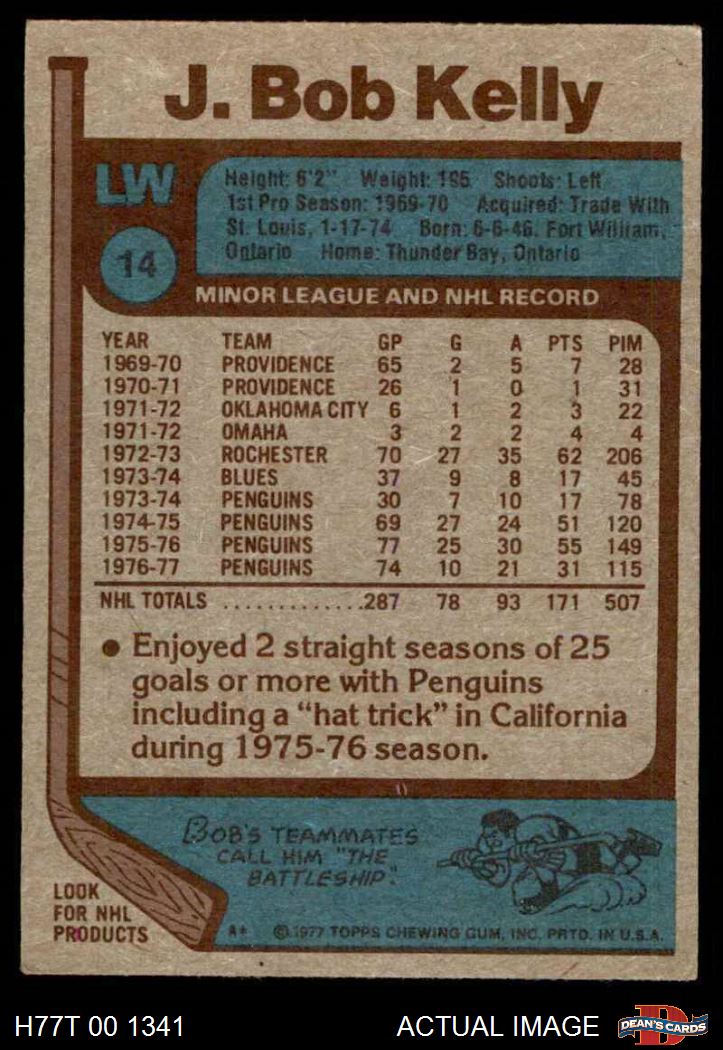 J. Bob Kelly
LW
Height: 6'2" Weight: 195 Shoots: Left
1st Pro Season: 1969-70 Acquired: Trade With
St. Louis, 1-17-74 Born: 6-6-46, Fort William,
Ontario Home: Thunder Bay, Ontario
14
MINOR LEAGUE AND NHL RECORD
YEAR TEAM GP G A PTS PIM
1969-70 PROVIDENCE 65 2 5 7 28
1970-71 PROVIDENCE 26 1 0 1 31
1971-72 OKLAHOMA CITY 6 1 2 3 22
1971-72 OMAHA 3 2 2 4 4
1972-73 ROCHESTER 70 27 35 62 206
1973-74 BLUES 37 9 8 17 45
1973-74 PENGUINS 30 7 10 17 78
1974-75 PENGUINS 69 27 24 51 120
1975-76 PENGUINS 77 25 30 55 149
1976-77 PENGUINS 74 10 21 31 115
NHL TOTALS .............287 78 93 171 507
● Enjoyed 2 straight seasons of 25
goals or more with Penguins
including a "hat trick" in California
during 1975-76 season.
BOB'S TEAMMATES
CALL HIM "THE
BATTLESHIP."
LOOK
FOR NHL
PRODUCTS
A* © 1977 TOPPS CHEWING GUM, INC. PRTD. IN U.S.A.
H77T 00 1341 ACTUAL IMAGE D DEAN'S CARDS